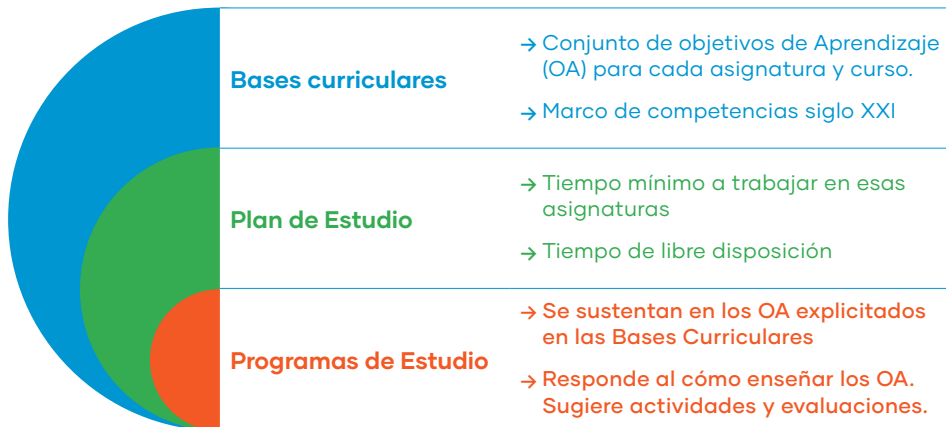 Bases curriculares
→ Conjunto de objetivos de Aprendizaje
(OA) para cada asignatura y curso.
→ Marco de competencias siglo XXI
Plan de Estudio
→ Tiempo mínimo a trabajar en esas
asignaturas
→ Tiempo de libre disposición
Programas de Estudio
→ Se sustentan en los OA explicitados
en las Bases Curriculares
→ Responde al cómo enseñar los OA.
Sugiere actividades y evaluaciones.